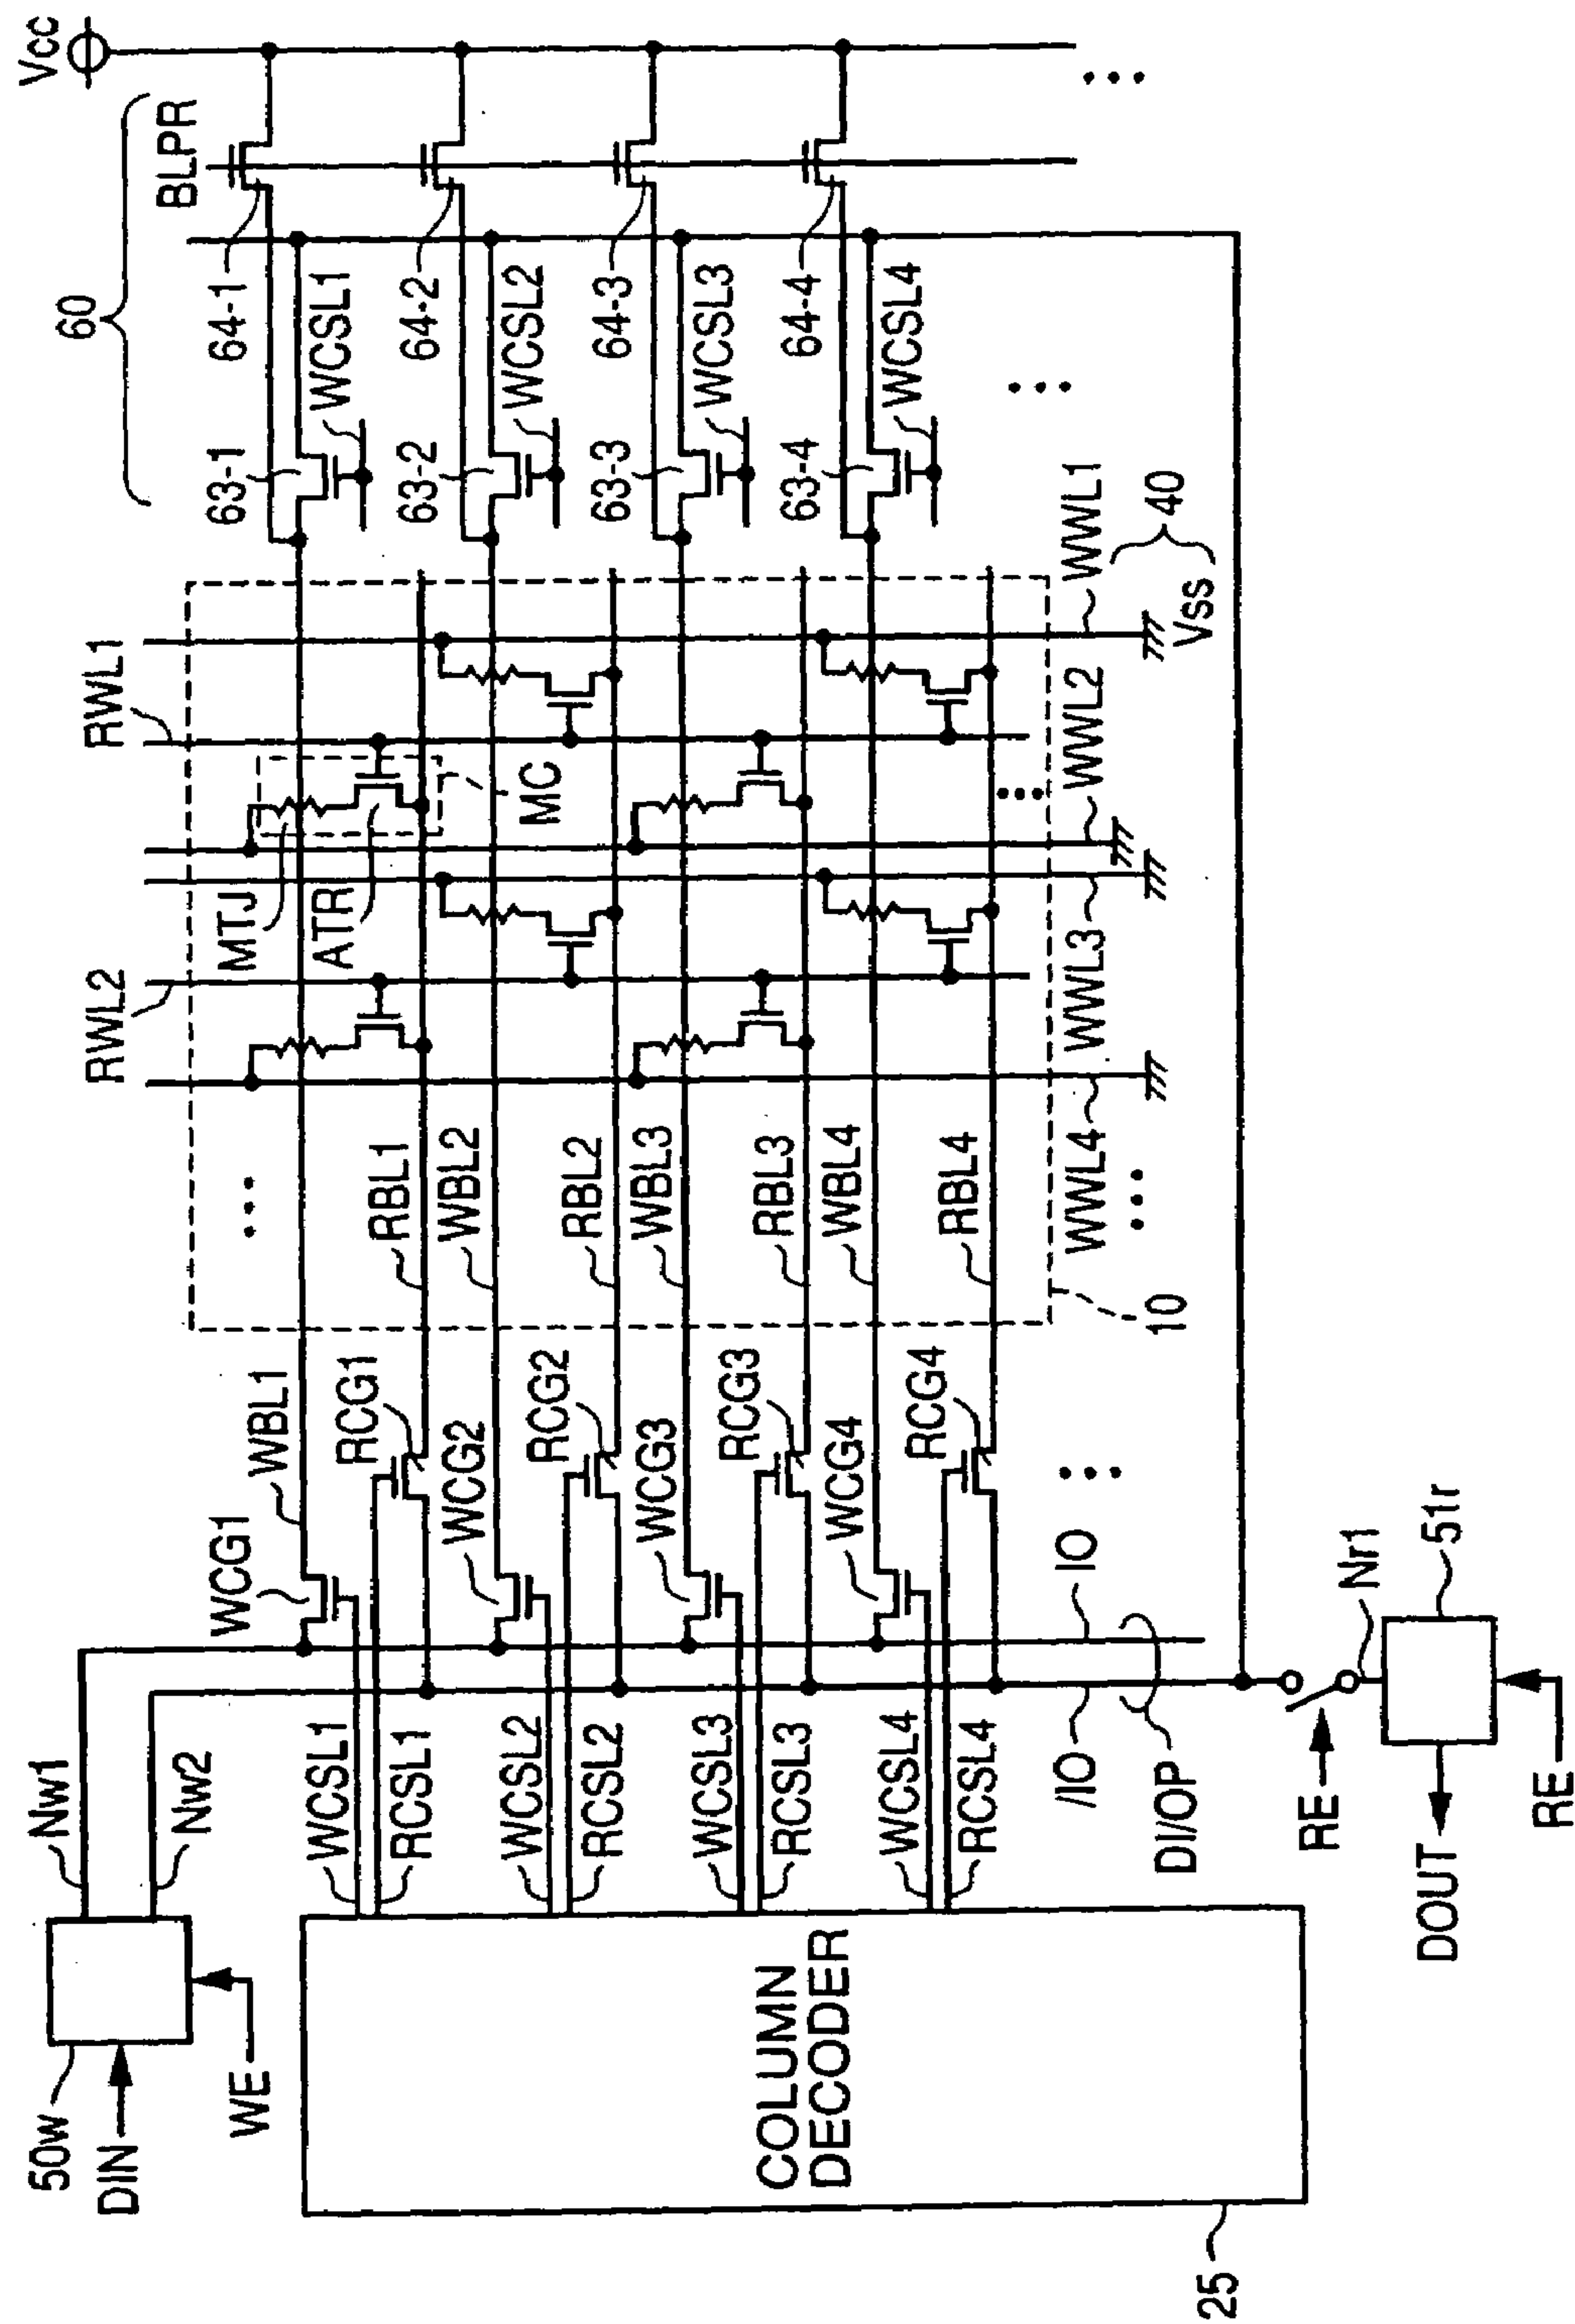 Vcc
BLPR
60
64-1
64-2
64-3
64-4
WCSL1
WCSL2
WCSL3
WCSL4
63-1
63-2
63-3
63-4
40
Vss
WWL1
WWL2
WWL3
WWL4
RWL1
RWL2
MC
MTJ
ATR
10
WBL1
RBL1
WBL2
RBL2
WBL3
RBL3
WBL4
RBL4
WCG1
RCG1
WCG2
RCG2
WCG3
RCG3
WCG4
RCG4
Nw1
Nw2
WCSL1
RCSL1
WCSL2
RCSL2
WCSL3
RCSL3
WCSL4
RCSL4
IO
/IO
DI/OP
Nr1
51r
RE
RE
DOUT
50w
DIN
WE
COLUMN
DECODER
25